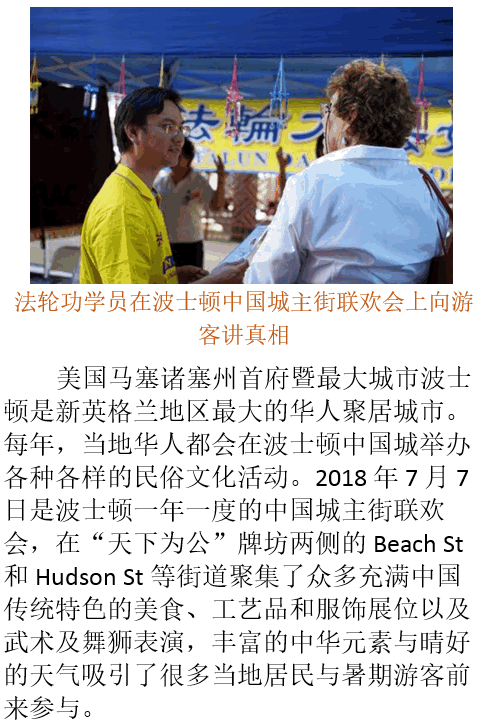 法輪大
FALUN DA
法轮功学员在波士顿中国城主街联欢会上向游
客讲真相
美国马塞诸塞州首府暨最大城市波士
顿是新英格兰地区最大的华人聚居城市。
每年，当地华人都会在波士顿中国城举办
各种各样的民俗文化活动。2018 年 7 月 7
日是波士顿一年一度的中国城主街联欢
会，在“天下为公”牌坊两侧的 Beach St
和 Hudson St 等街道聚集了众多充满中国
传统特色的美食、工艺品和服饰展位以及
武术及舞狮表演，丰富的中华元素与晴好
的天气吸引了很多当地居民与暑期游客前
来参与。